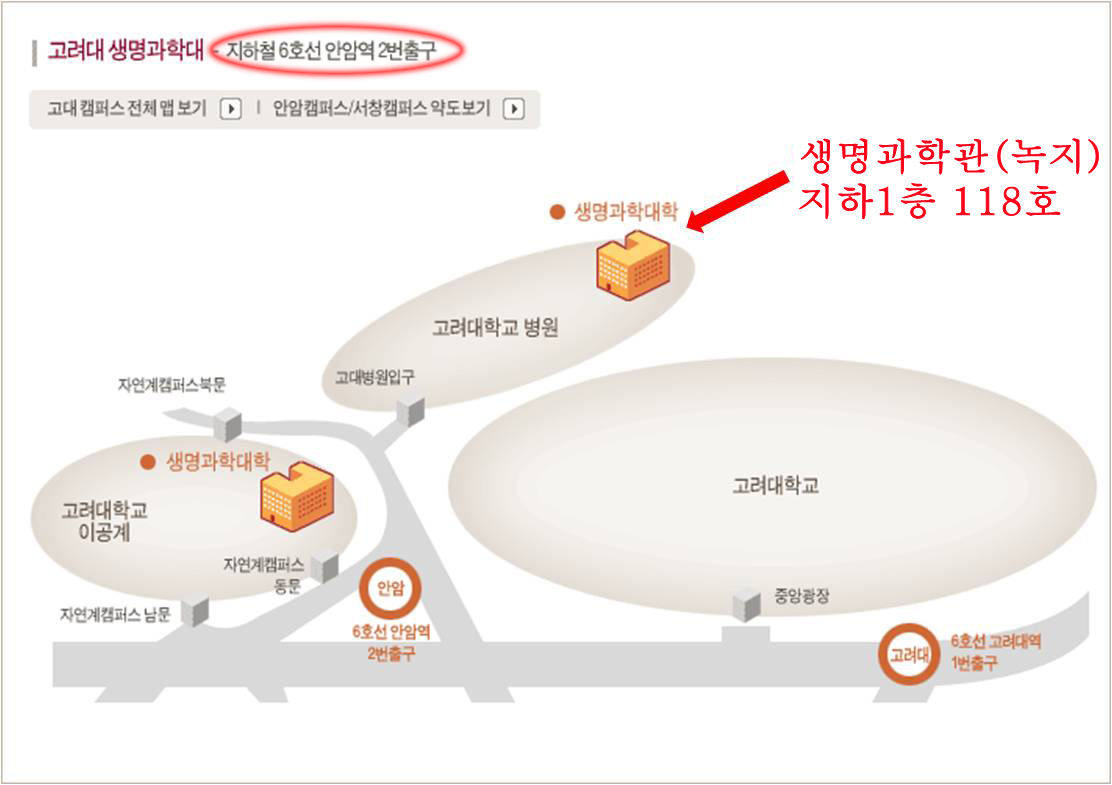 고려대 생명과학대 - 지하철 6호선 안암역 2번출구
고대 캠퍼스 전체 맵 보기 | 안암캠퍼스/서창캠퍼스 약도보기
생명과학관(녹지)
지하1층 118호
생명과학대학
고려대학교 병원
고대병원입구
자연계캠퍼스북문
생명과학대학
고려대학교
이공계
고려대학교
자연계캠퍼스
동문
자연계캠퍼스 남문
안암
6호선 안암역
2번출구
중앙광장
고려대
6호선 고려대역
1번출구